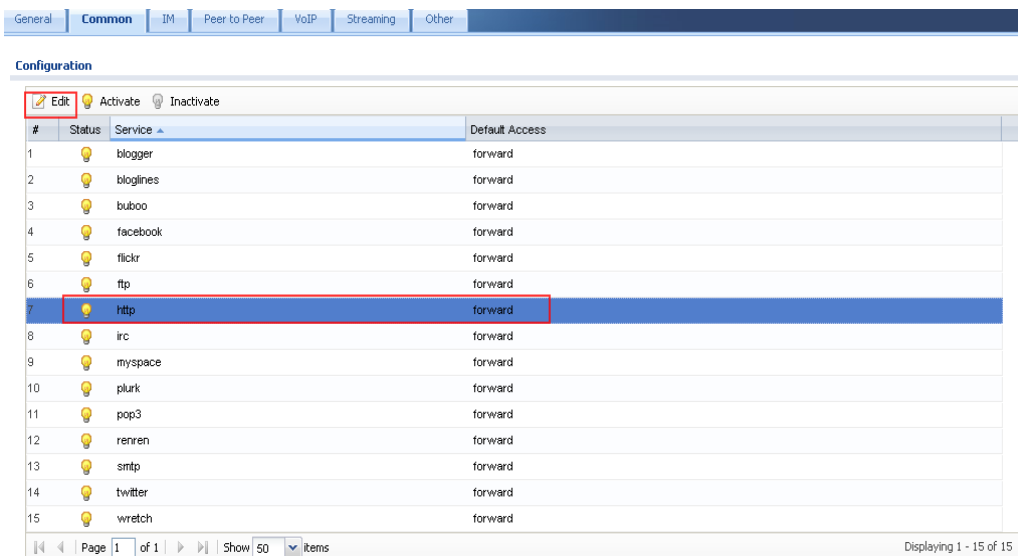 General Common IM Peer to Peer VoIP Streaming Other
Configuration
Edit Activate Inactivate
# Status Service Default Access
1 blogger forward
2 bloglines forward
3 buboo forward
4 facebook forward
5 flickr forward
6 ftp forward
7 http forward
8 irc forward
9 myspace forward
10 plurk forward
11 pop3 forward
12 renren forward
13 smtp forward
14 twitter forward
15 wretch forward
Page 1 of 1 Show 50 items Displaying 1 - 15 of 15